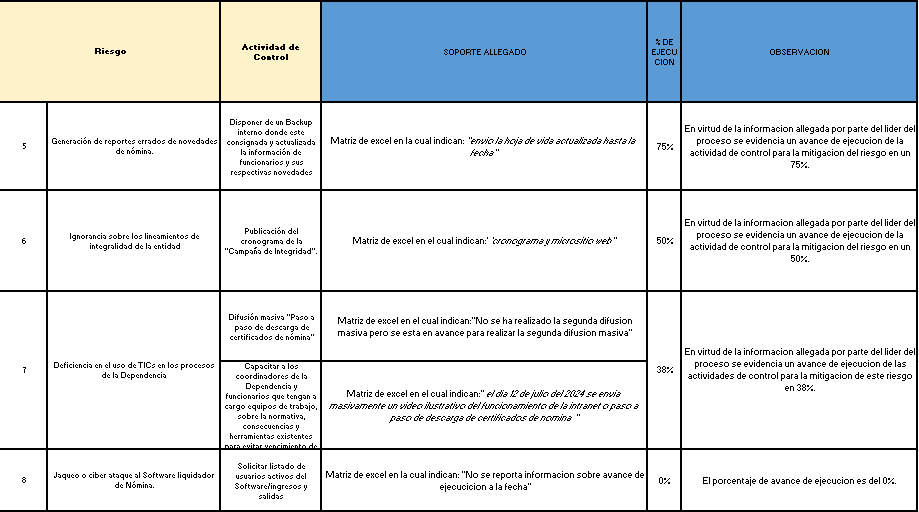 Riesgo
Actividad de
Control
SOPORTE ALLEGADO
% DE
EJECU
CION
OBSERVACION
5
Generación de reportes errados de novedades
de nómina.
Disponer de un Backup
interno donde este
consignada y actualizada
la información de
funcionarios y sus
respectivas novedades
Matriz de excel en la cual indican: "envio la hoja de vida actualizada hasta la
fecha"
75%
En virtud de la informacion allegada por parte del lider del
proceso se evidencia un avance de ejecucion de la
actividad de control para la mitigacion del riesgo en un
75%.
6
Ignorancia sobre los lineamientos de
integralidad de la entidad
Publicación del
cronograma de la
"Campaña de Integridad".
Matriz de excel en el cual indican:' 'cronograma y micrositio web"
50%
En virtud de la informacion allegada por parte del lider del
proceso se evidencia un avance de ejecucion de la
actividad de control para la mitigacion del riesgo en un
50%.
7
Deficiencia en el uso de TICs en los procesos
de la Dependencia
Difusión masiva "Paso a
paso de descarga de
certificados de nómina"
Matriz de excel en el cual indican:"No se ha realizado la segunda difusion
masiva pero se esta en avance para realizar la segunda difusion masiva"
Capacitar a los
coordinadores de la
Dependencia y
funcionarios que tengan a
cargo equipos de trabajo,
sobre la normativa,
consecuencias y
herramientas existentes
para evitar vencimiento de
Matriz de excel en el cual indican:" el dia 12 de julio del 2024 se envia
masivamente un video ilustrativo del funcionamiento de la intranet o paso a
paso de descarga de certificados de nomina "
38%
En virtud de la informacion allegada por parte del lider del
proceso se evidencia un avance de ejecucion de las
actividades de control para la mitigacion de este riesgo
en 38%.
8
Jaqueo o ciber ataque al Software liquidador
de Nómina.
Solicitar listado de
usuarios activos del
Software/ingresos y
salidas
Matriz de excel en la cual indican: "No se reporta informacion sobre avance de
ejecucicion a la fecha"
0%
El porcentaje de avance de ejecucion es del 0%.